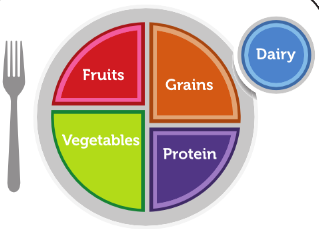 Dairy
Fruits
Grains
Vegetables
Protein